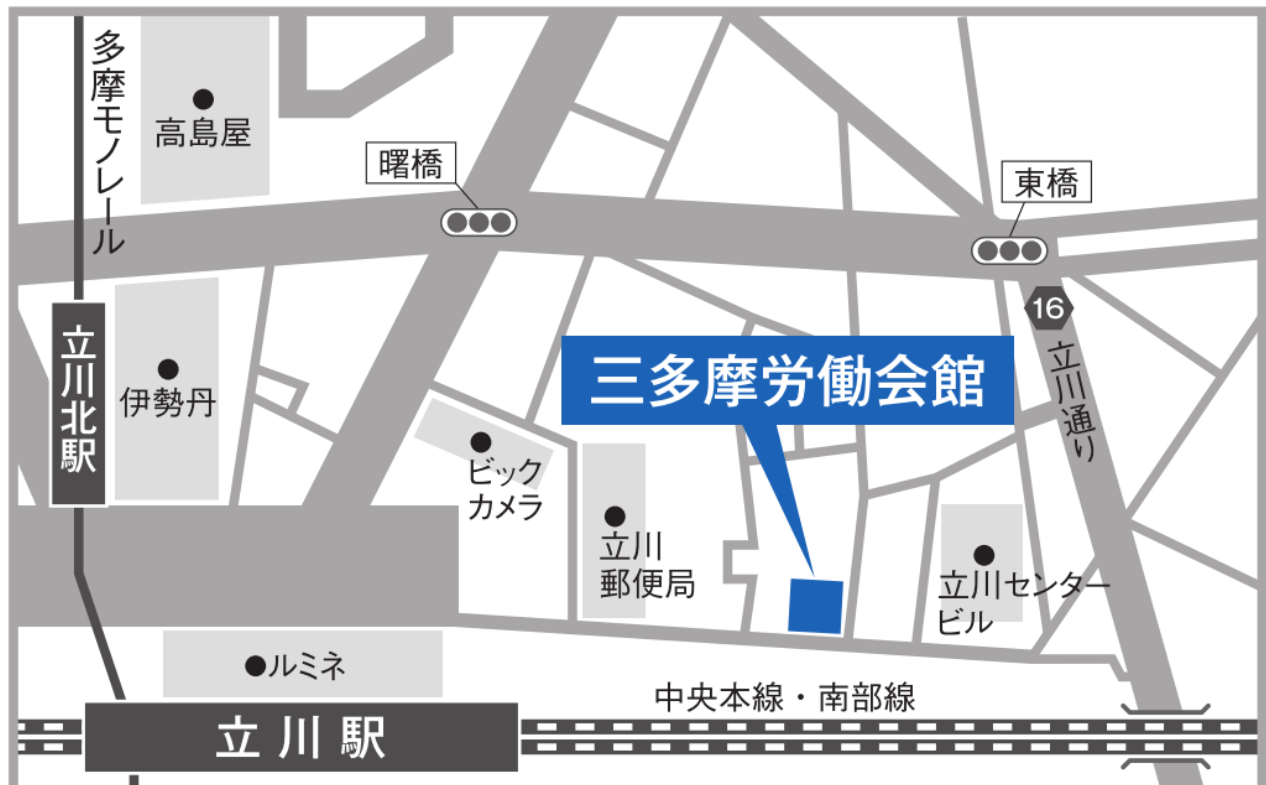 多摩モノレール
高島屋
曙橋
東橋
16
立川通り
立川北駅
伊勢丹
三多摩労働会館
ビック
カメラ
立川
郵便局
立川センター
ビル
ルミネ
中央本線・南部線
立川駅